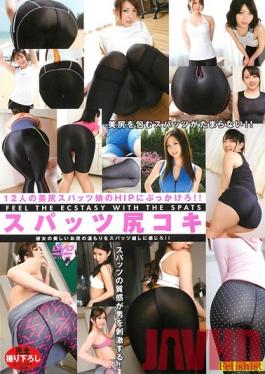 美尻を包むスパッツがたまらない!!
12人の美尻スパッツ娘のHIPにぶっかけろ!!
FEEL THE ECSTASY WITH THE SPATS
スパッツ尻コキ
彼女の美しいお尻の温もりをスパッツ越しに感じろ!!
スパッツの質感が男を刺激する!
撮り下ろし
Fetishist